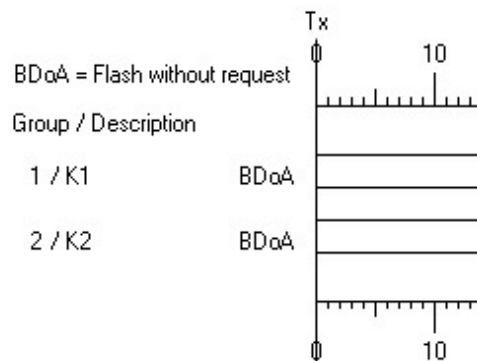 Tx
0 10
BDoA = Flash without request
Group / Description
1 / K1 BDoA
2 / K2 BDoA
0 10